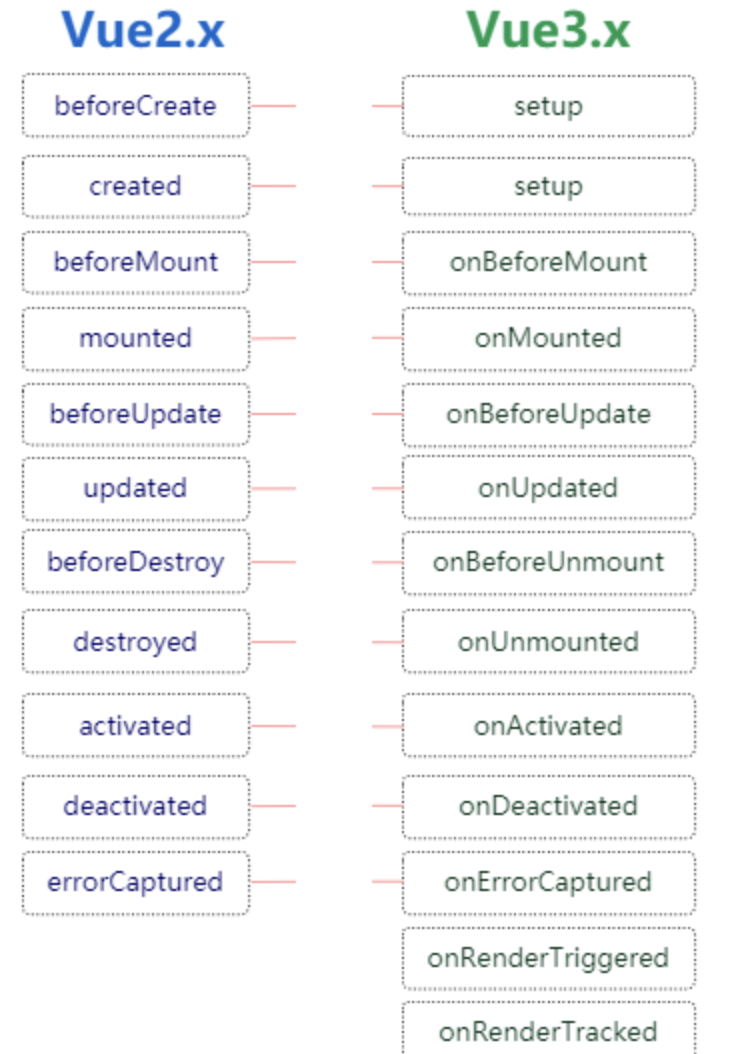 Vue2.x Vue3.x
beforeCreate setup
created setup
beforeMount onBeforeMount
mounted onMounted
beforeUpdate onBeforeUpdate
updated onUpdated
beforeDestroy onBeforeUnmount
destroyed onUnmounted
activated onActivated
deactivated onDeactivated
errorCaptured onErrorCaptured
onRenderTriggered
onRenderTracked